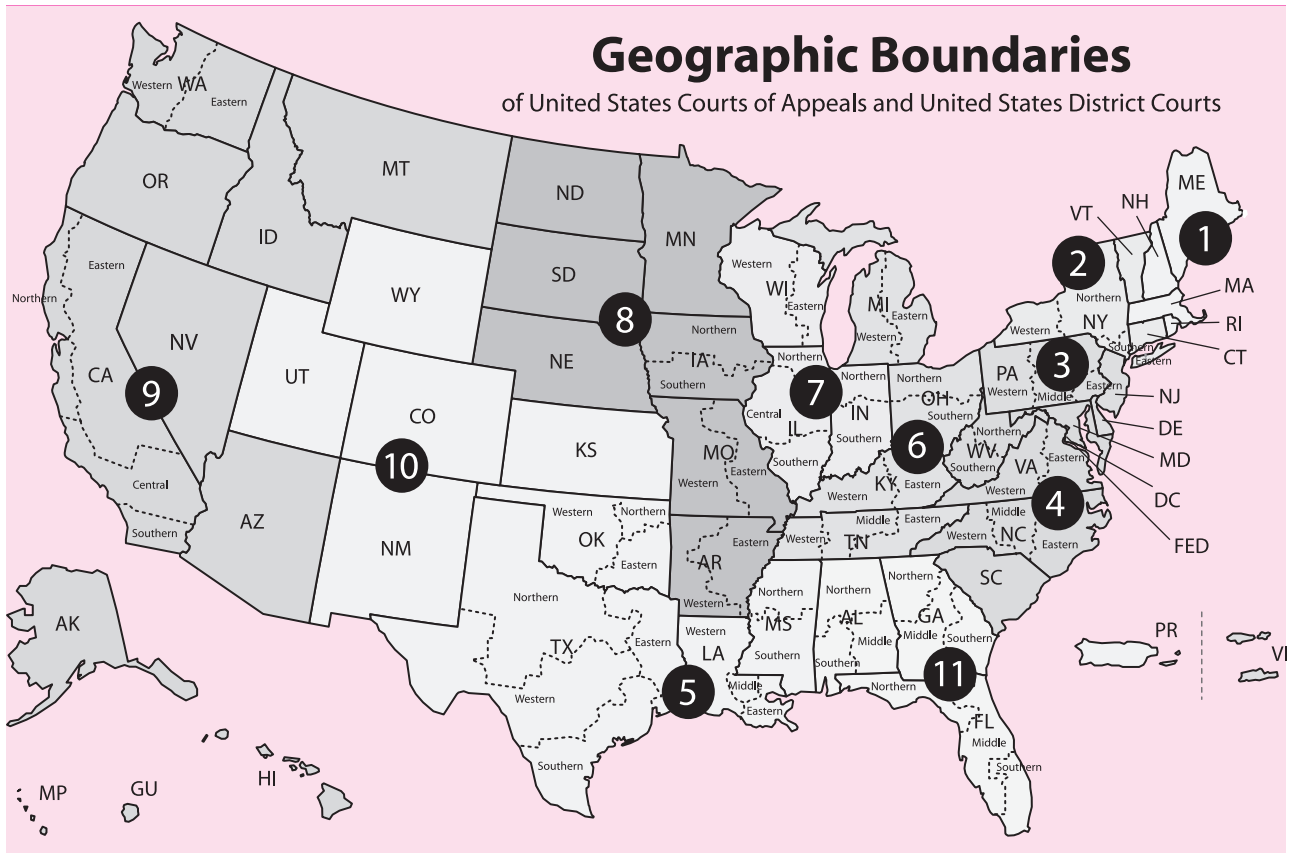 Geographic Boundaries
of United States Courts of Appeals and United States District Courts
Western
WA
Eastern
OR
ID
MT
ND
MN
SD
8
WY
NE
Northern
IA
Southern
Northern
Eastern
CA
NV
9
Central
Southern
UT
CO
10
KS
AZ
NM
Western
Northern
OK
Eastern
Northern
TX
Eastern
Western
Southern
MO
Eastern
Western
Eastern
AR
Western
Western
LA
5
Middle
Eastern
Western
WI
Eastern
MI
Eastern
Western
Northern
7
Central
IL
Southern
Northern
IN
Southern
Northern
OH
Southern
6
KY
Western
Eastern
Western
Middle
Eastern
TN
Northern
MS
Southern
Northern
AL
Middle
Southern
Northern
GA
Middle
Southern
11
Northern
FL
Middle
Southern
ME
1
NH
VT
2
Northern
NY
Western
Southern
Eastern
MA
RI
CT
3
PA
Western
Middle
Eastern
NJ
DE
MD
DC
FED
Northern
WV
Southern
VA
Eastern
Western
4
Middle
NC
Western
Eastern
SC
PR
VI
AK
HI
GU
MP